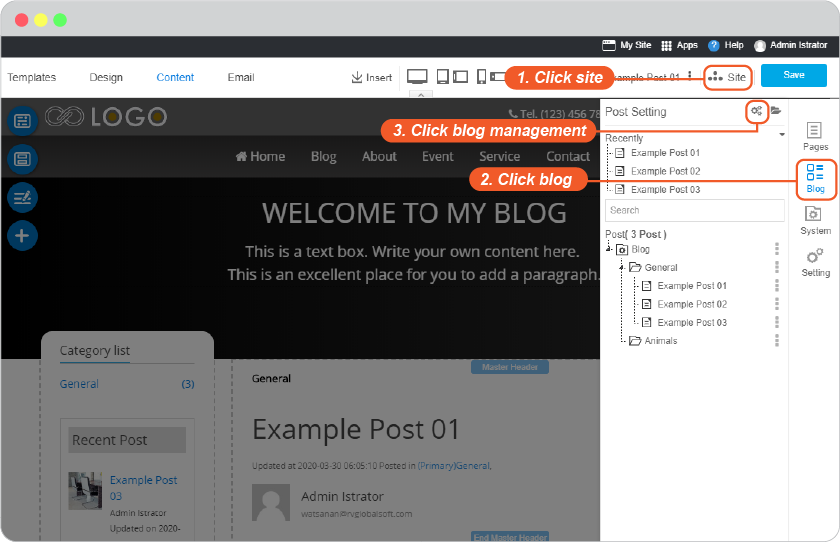 My Site Apps ? Help Admin Istrator
Templates Design Content Email Insert 1. Click site Example Post 01 Site Save
LOGO
Tel. (123) 456 78
Post Setting
3. Click blog management
Home Blog About Event Service Contact
2. Click blog
Recently
Example Post 01
Example Post 02
Example Post 03
Search
Post( 3 Post )
Blog
General
Example Post 01
Example Post 02
Example Post 03
Animals
Pages
Blog
System
Setting
WELCOME TO MY BLOG
This is a text box. Write your own content here.
This is an excellent place for you to add a paragraph.
Category list
General (3)
Recent Post
Example Post
03
Admin Istrator
Updated on 2020-
Master Header
General
Example Post 01
Updated at 2020-03-30 06:05:10 Posted in (Primary)General,
Admin Istrator
watsanan@rvglobalsoft.com
End Master Header